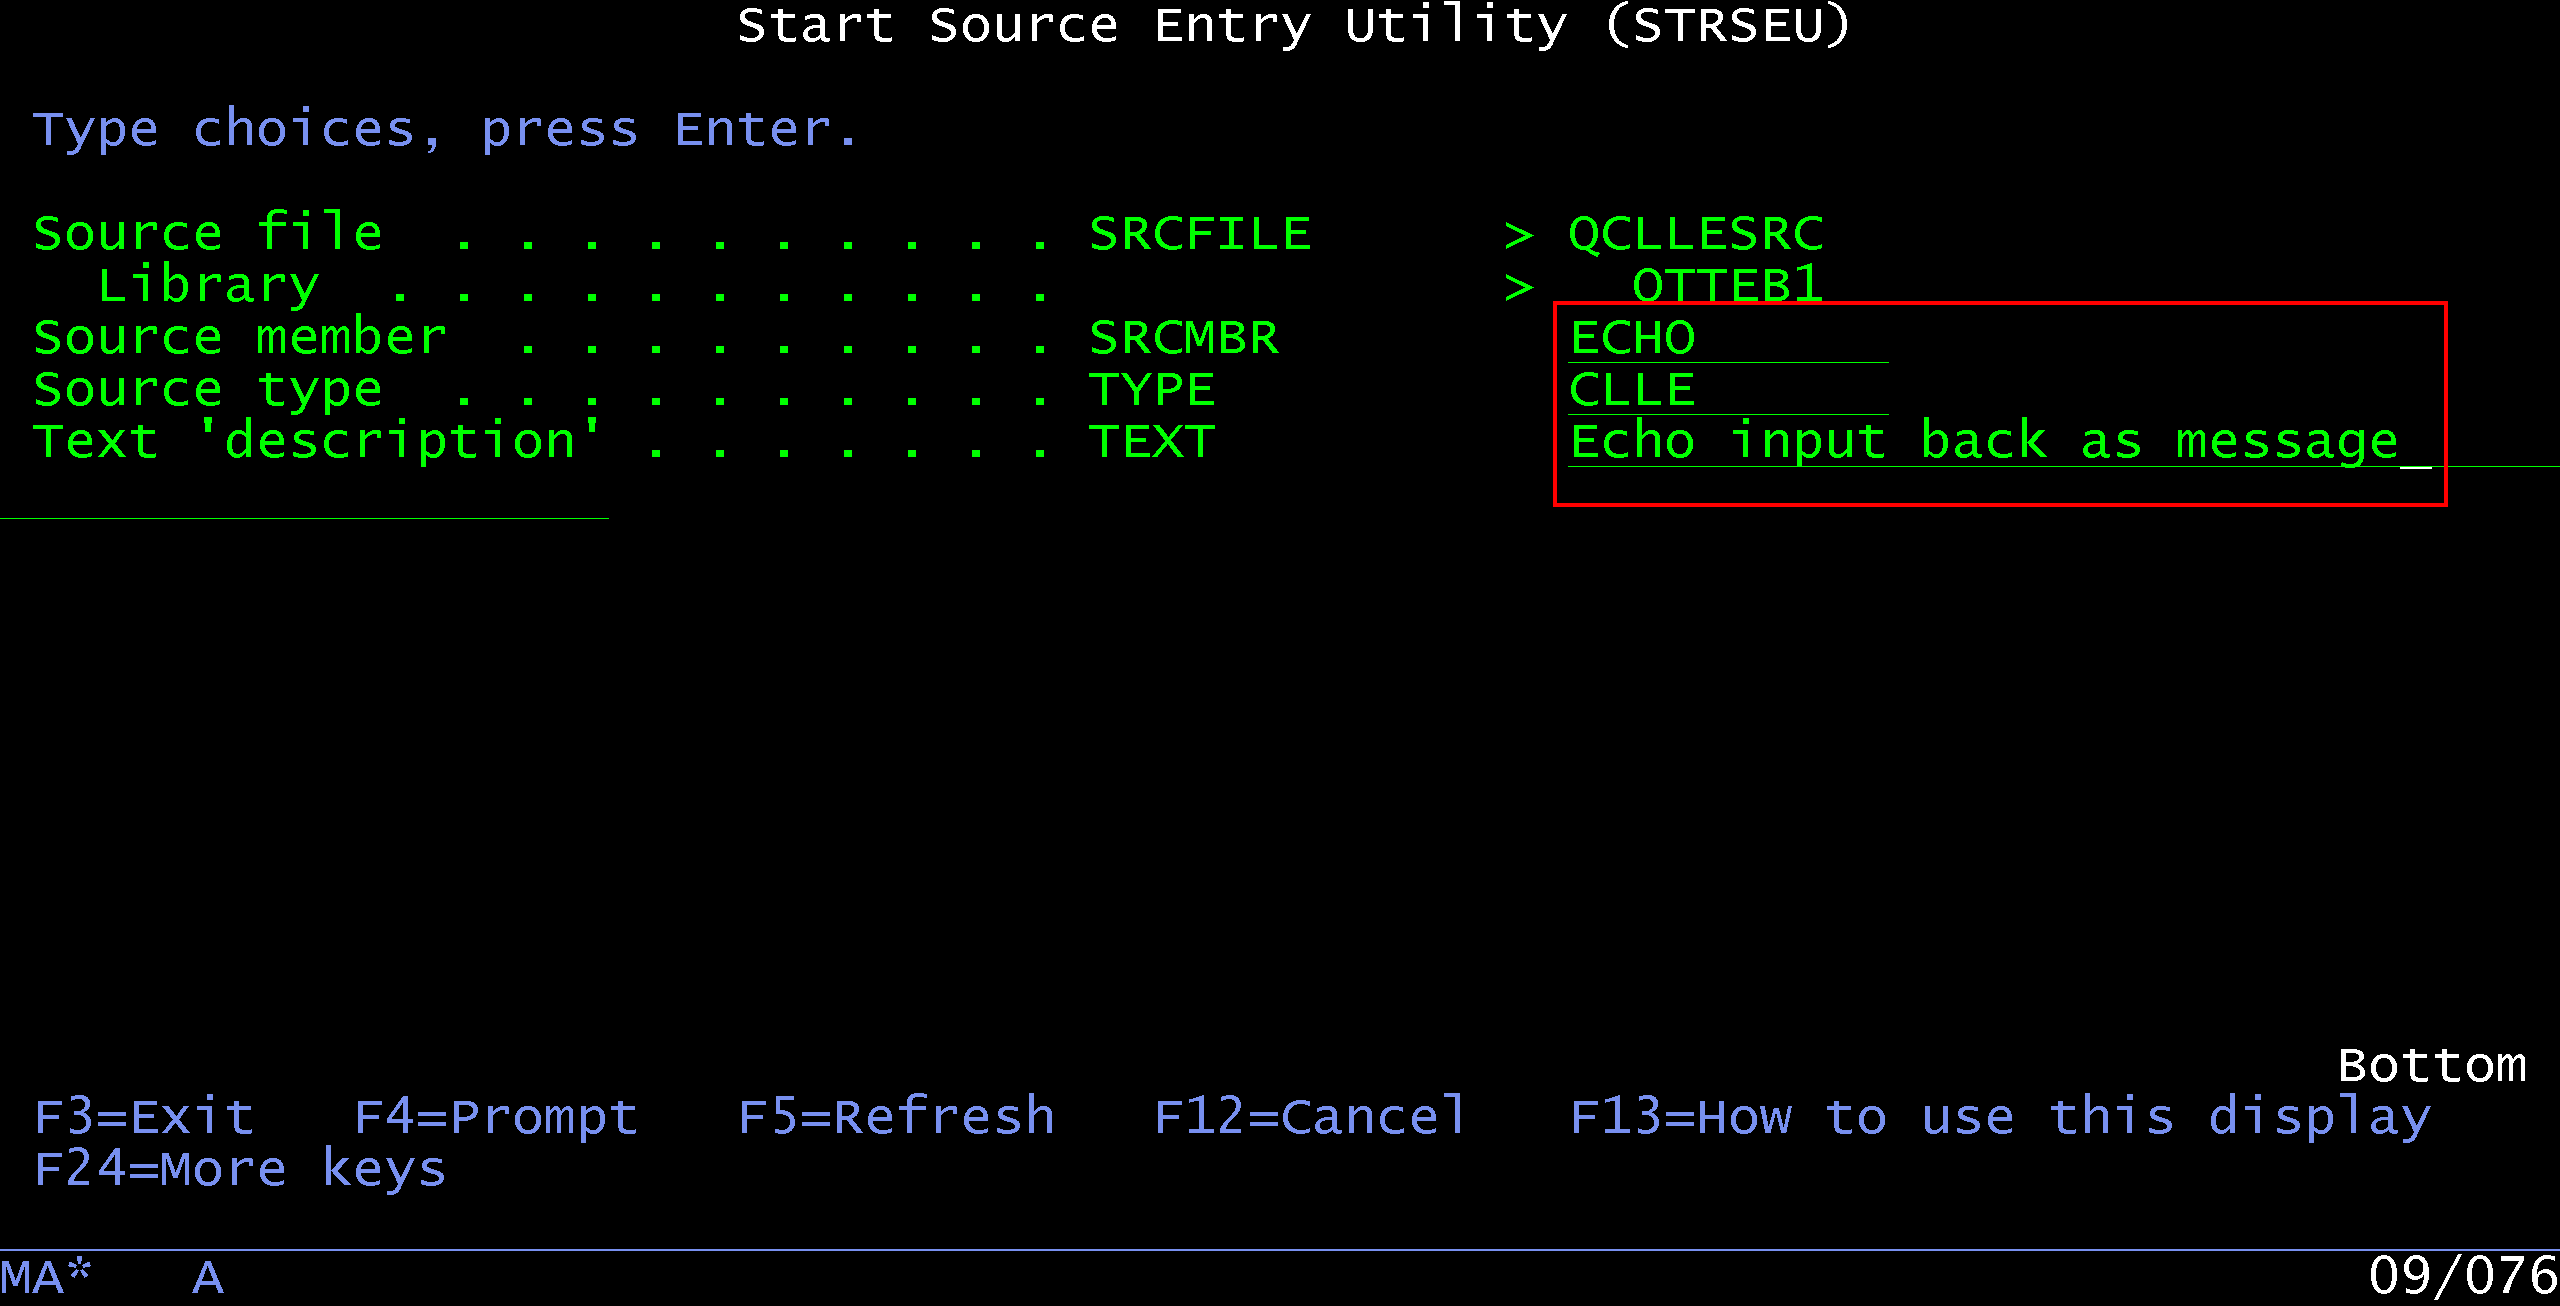 Start Source Entry Utility (STRSEU)
Type choices, press Enter.
Source file . . . . . . . . . . SRCFILE > QCLLESRC
Library . . . . . . . . . . . > OTTEB1
Source member . . . . . . . . . SRCMBR ECHO
Source type . . . . . . . . . . TYPE CLLE
Text 'description' . . . . . . . TEXT Echo input back as message_
Bottom
F3=Exit F4=Prompt F5=Refresh F12=Cancel F13=How to use this display
F24=More keys
MA* A 09/076